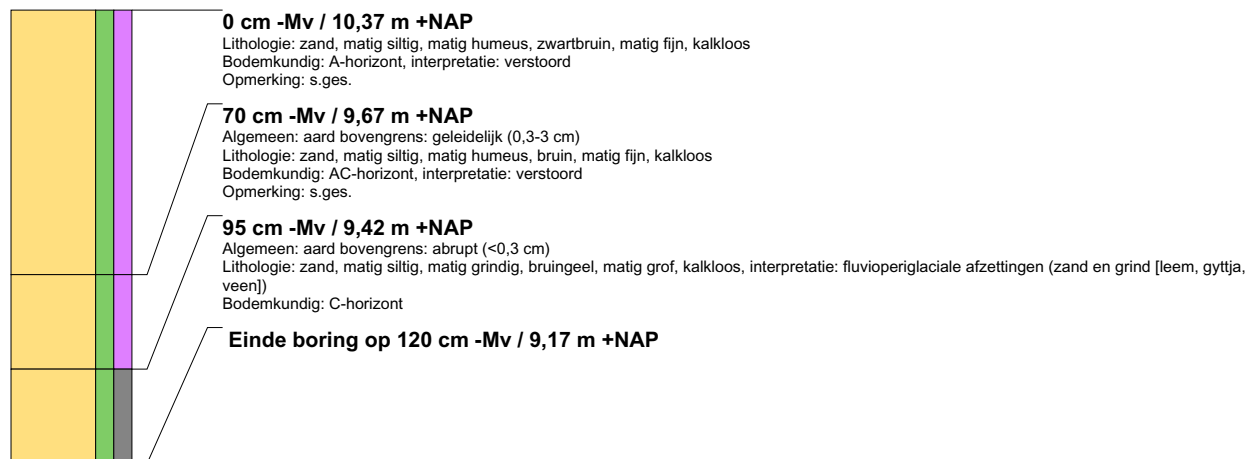 0 cm -Mv / 10,37 m +NAP
Lithologie: zand, matig siltig, matig humeus, zwartbruin, matig fijn, kalkloos
Bodemkundig: A-horizont, interpretatie: verstoord
Opmerking: s.ges.
70 cm -Mv / 9,67 m +NAP
Algemeen: aard bovengrens: geleidelijk (0,3-3 cm)
Lithologie: zand, matig siltig, matig humeus, bruin, matig fijn, kalkloos
Bodemkundig: AC-horizont, interpretatie: verstoord
Opmerking: s.ges.
95 cm -Mv / 9,42 m +NAP
Algemeen: aard bovengrens: abrupt (<0,3 cm)
Lithologie: zand, matig siltig, matig grindig, bruingeel, matig grof, kalkloos, interpretatie: fluvioperiglaciale afzettingen (zand en grind [leem, gyttja,
veen])
Bodemkundig: C-horizont
Einde boring op 120 cm -Mv / 9,17 m +NAP